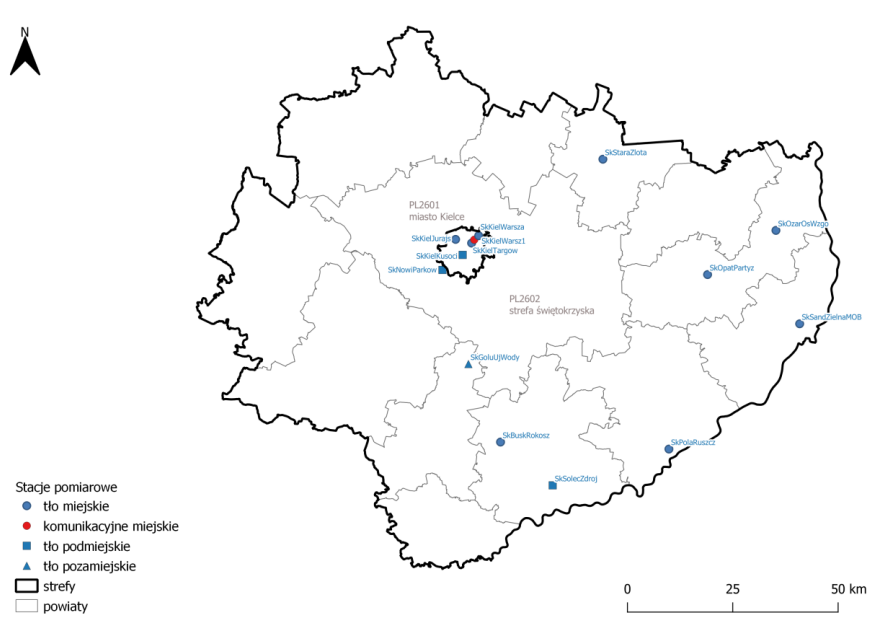 N
SkStaraZlota
PL2601
miasto Kielce
SkOzarOsWzgo
SkKielWarsza
SkKielJurajs
SkKielWarsz1
SkKielTargow
SkKielKusoci
SkNowiParkow
SkOpatPartyz
PL2602
strefa świętokrzyska
SkSandZielnaMOB
SkGoluUjWody
SkBuskRokosz
SkPolaRuszcz
SkSolecZdroj
Stacje pomiarowe
tło miejskie
komunikacyjne miejskie
tło podmiejskie
tło pozamiejskie
strefy
powiaty
0 25 50 km